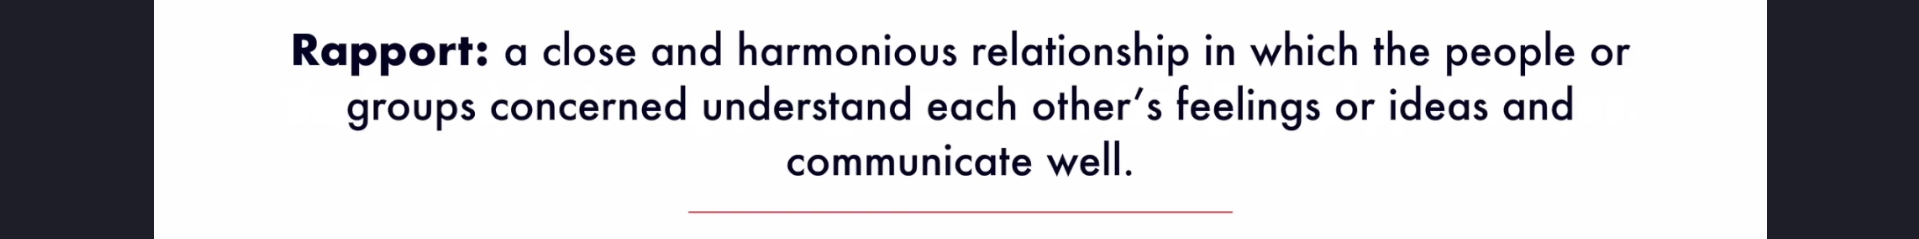 Rapport: a close and harmonious relationship in which the people or
groups concerned understand each other’s feelings or ideas and
communicate well.